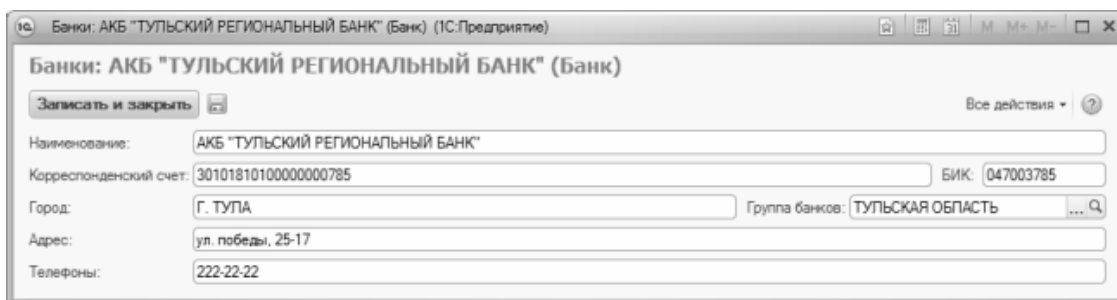 1С Банки: АКБ "ТУЛЬСКИЙ РЕГИОНАЛЬНЫЙ БАНК" (Банк) (1С:Предприятие) 31 M M+ M-
Банки: АКБ "ТУЛЬСКИЙ РЕГИОНАЛЬНЫЙ БАНК" (Банк)
Записать и закрыть Все действия ?
Наименование: АКБ "ТУЛЬСКИЙ РЕГИОНАЛЬНЫЙ БАНК"
Корреспонденский счет: 30101810100000000785 БИК: 047003785
Город: Г. ТУЛА Группа банков: ТУЛЬСКАЯ ОБЛАСТЬ ...
Адрес: ул. победы, 25-17
Телефоны: 222-22-22